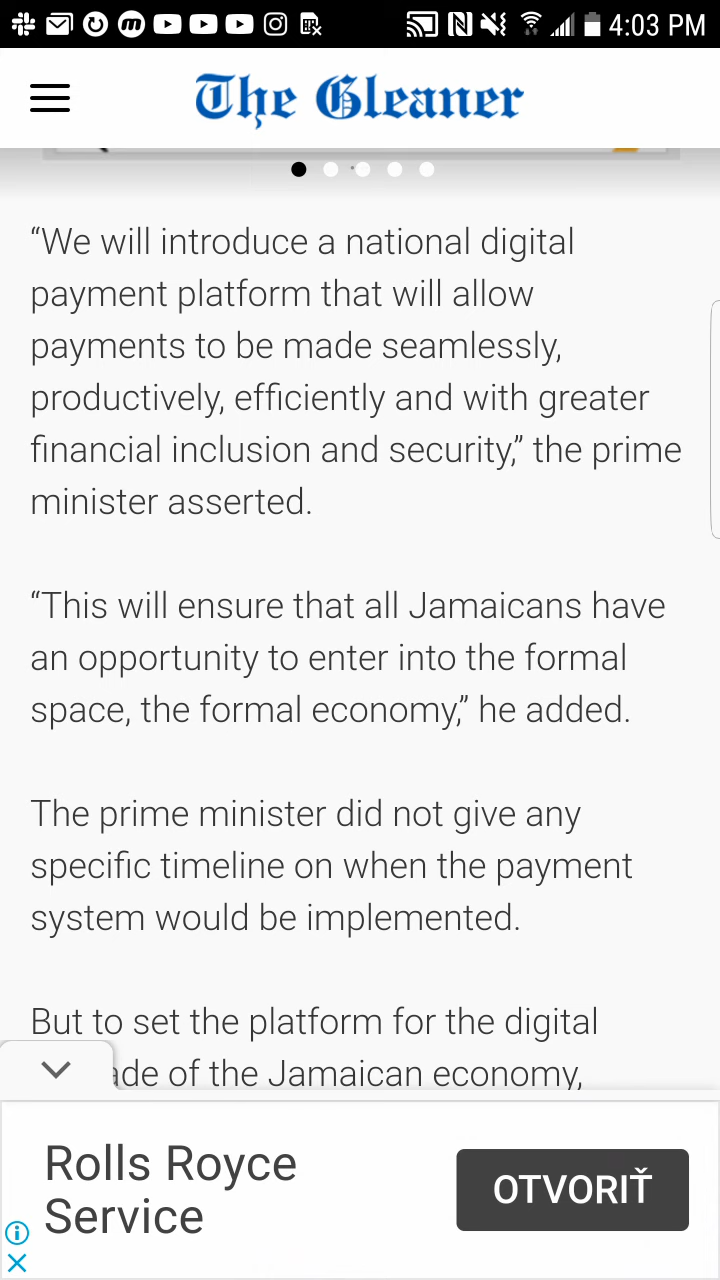 4:03 PM
The Gleaner
“We will introduce a national digital
payment platform that will allow
payments to be made seamlessly,
productively, efficiently and with greater
financial inclusion and security,” the prime
minister asserted.
“This will ensure that all Jamaicans have
an opportunity to enter into the formal
space, the formal economy,” he added.
The prime minister did not give any
specific timeline on when the payment
system would be implemented.
But to set the platform for the digital
ade of the Jamaican economy,
Rolls Royce
Service
OTVORIŤ